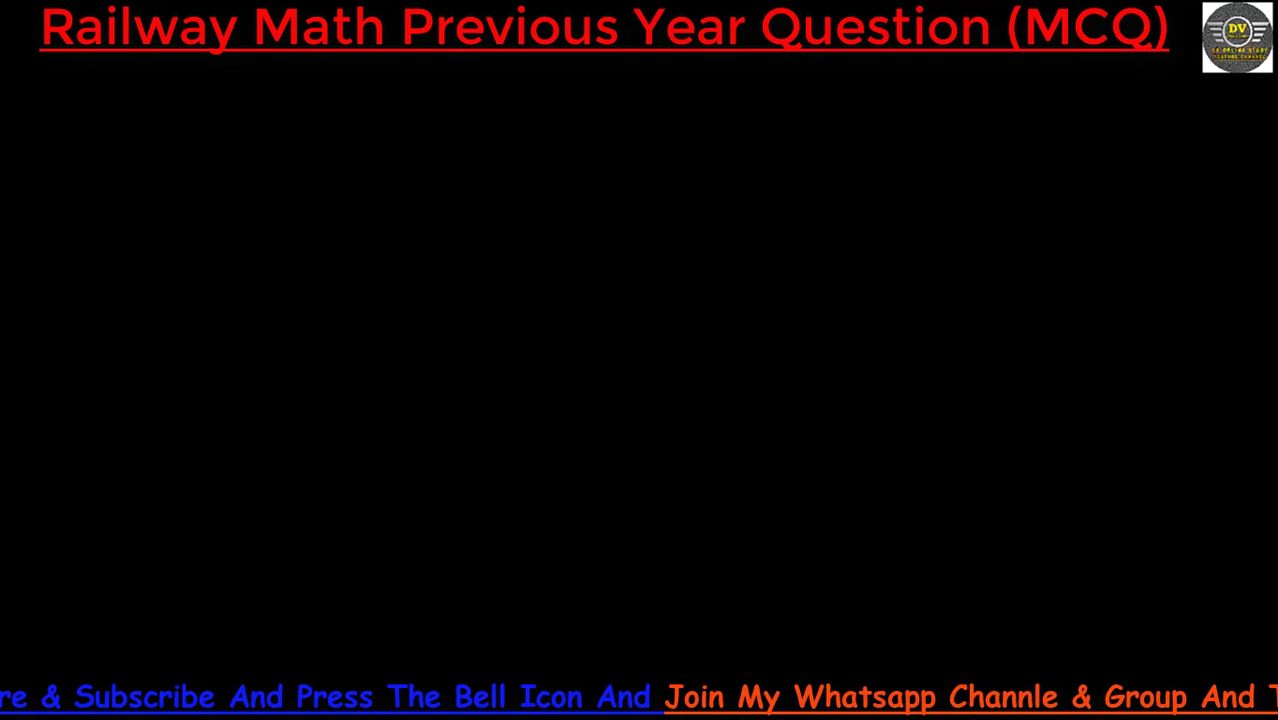 Railway Math Previous Year Question (MCQ)
DV
& Subscribe And Press The Bell Icon And Join My Whatsapp Channle & Group And